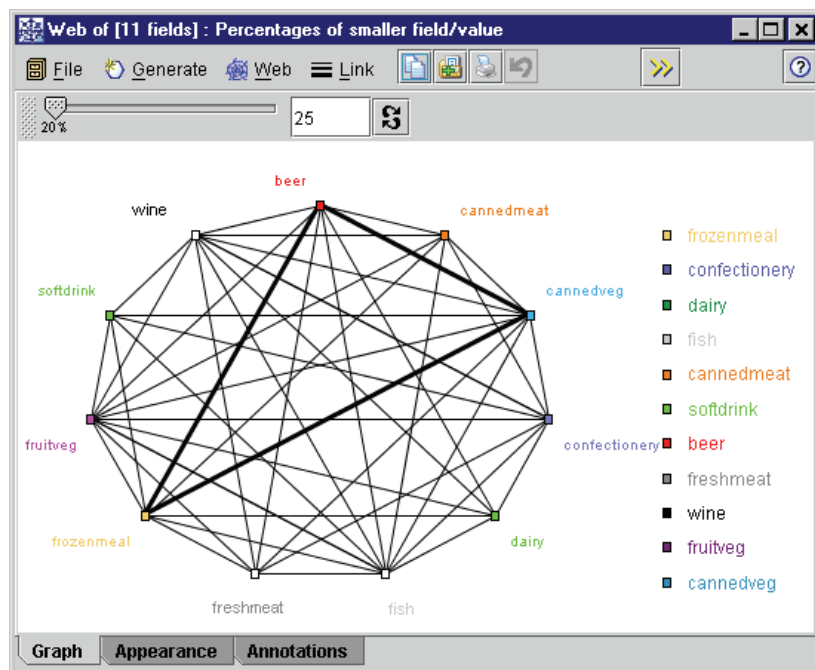 Web of [11 fields] : Percentages of smaller field/value
File Generate Web Link
20% 25
beer
wine
cannedmeat
softdrink
cannedveg
fruitveg
confectionery
frozenmeal
dairy
freshmeat
fish
frozenmeal
confectionery
dairy
fish
cannedmeat
softdrink
beer
freshmeat
wine
fruitveg
cannedveg
Graph Appearance Annotations